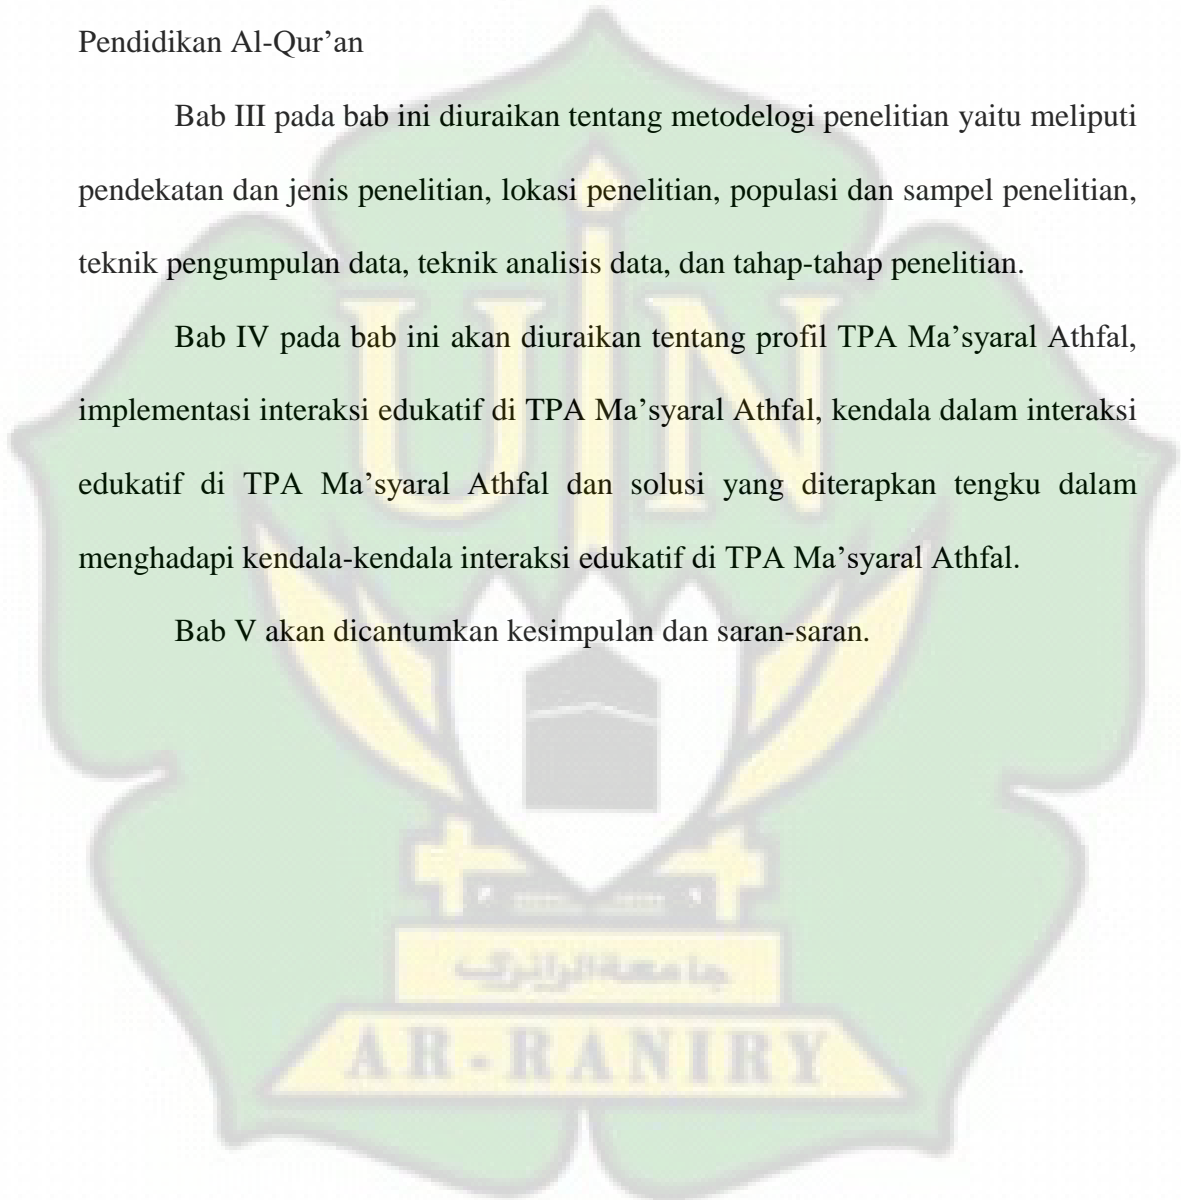 Pendidikan Al-Qur’an
Bab III pada bab ini diuraikan tentang metodelogi penelitian yaitu meliputi
pendekatan dan jenis penelitian, lokasi penelitian, populasi dan sampel penelitian,
teknik pengumpulan data, teknik analisis data, dan tahap-tahap penelitian.
Bab IV pada bab ini akan diuraikan tentang profil TPA Ma’syaral Athfal,
implementasi interaksi edukatif di TPA Ma’syaral Athfal, kendala dalam interaksi
edukatif di TPA Ma’syaral Athfal dan solusi yang diterapkan tengku dalam
menghadapi kendala-kendala interaksi edukatif di TPA Ma’syaral Athfal.
Bab V akan dicantumkan kesimpulan dan saran-saran.
UIN
جامعة الرانري
AR-RANIRY